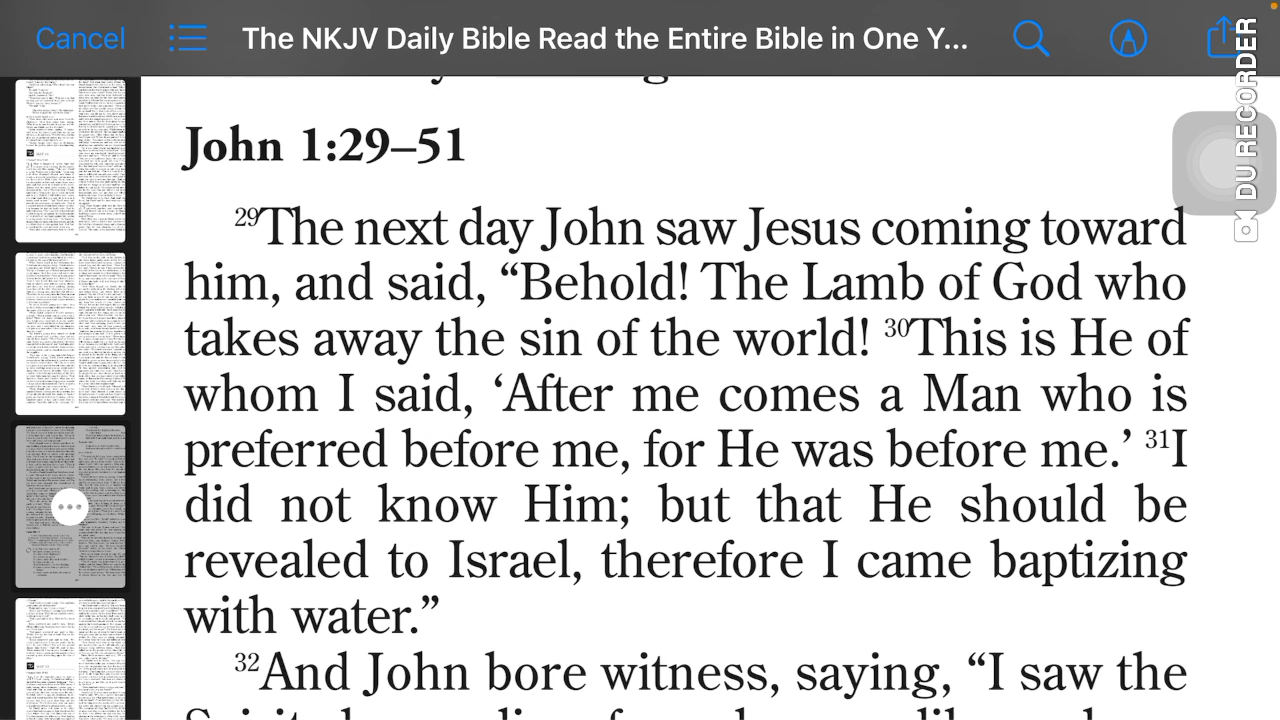 Cancel
The NKJV Daily Bible Read the Entire Bible in One Y...
DU RECORDER
John 1:29–51
29The next day John saw Jesus coming toward
him, and said, “Behold! The Lamb of God who
takes away the sin of the world! 30This is He of
whom I said, ‘After me comes a Man who is
preferred before me, for He was before me.’ 31I
did not know Him; but that He should be
revealed to Israel, therefore I came baptizing
with water.”
32And John bore witness, saying, “I saw the